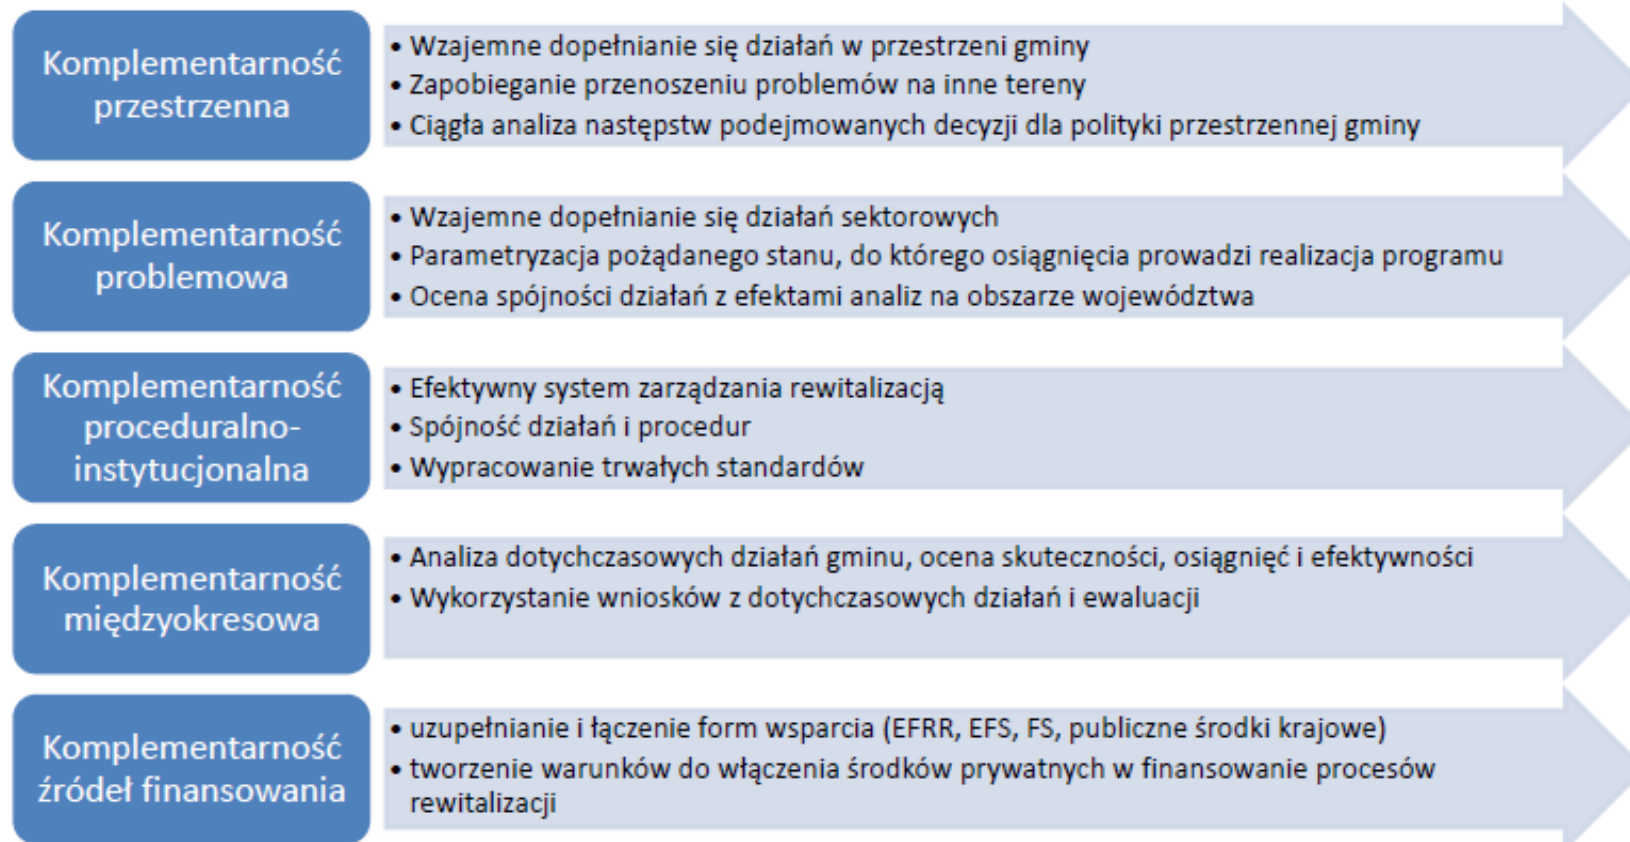 Komplementarność
przestrzenna
• Wzajemne dopełnianie się działań w przestrzeni gminy
• Zapobieganie przenoszeniu problemów na inne tereny
• Ciągła analiza następstw podejmowanych decyzji dla polityki przestrzennej gminy
Komplementarność
problemowa
• Wzajemne dopełnianie się działań sektorowych
• Parametryzacja pożądanego stanu, do którego osiągnięcia prowadzi realizacja programu
• Ocena spójności działań z efektami analiz na obszarze województwa
Komplementarność
proceduralno-
instytucjonalna
• Efektywny system zarządzania rewitalizacją
• Spójność działań i procedur
• Wypracowanie trwałych standardów
Komplementarność
międzyokresowa
• Analiza dotychczasowych działań gminu, ocena skuteczności, osiągnięć i efektywności
• Wykorzystanie wniosków z dotychczasowych działań i ewaluacji
Komplementarność
źródeł finansowania
• uzupełnianie i łączenie form wsparcia (EFRR, EFS, FS, publiczne środki krajowe)
• tworzenie warunków do włączenia środków prywatnych w finansowanie procesów
rewitalizacji